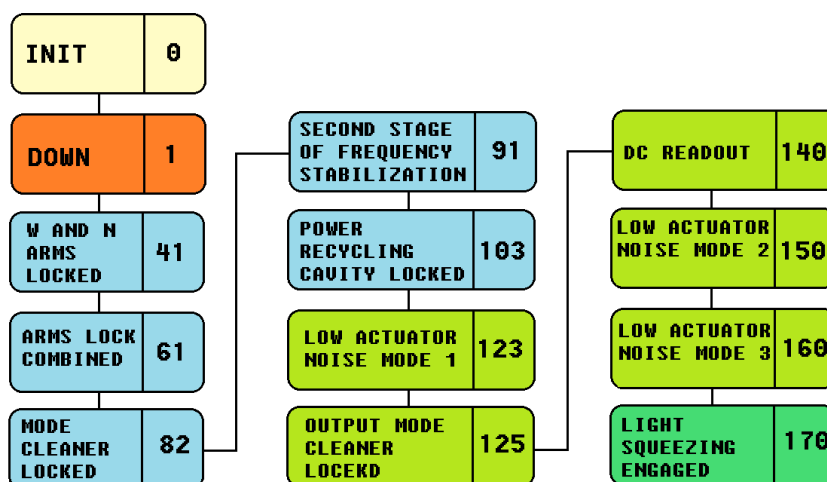 INIT 0
DOWN 1
W AND N
ARMS
LOCKED
41
ARMS LOCK
COMBINED
61
MODE
CLEANER
LOCKED
82
SECOND STAGE
OF FREQUENCY
STABILIZATION
91
POWER
RECYCLING
CAVITY LOCKED
103
LOW ACTUATOR
NOISE MODE 1
123
OUTPUT MODE
CLEANER
LOCEKD
125
DC READOUT 140
LOW ACTUATOR
NOISE MODE 2
150
LOW ACTUATOR
NOISE MODE 3
160
LIGHT
SQUEEZING
ENGAGED
170